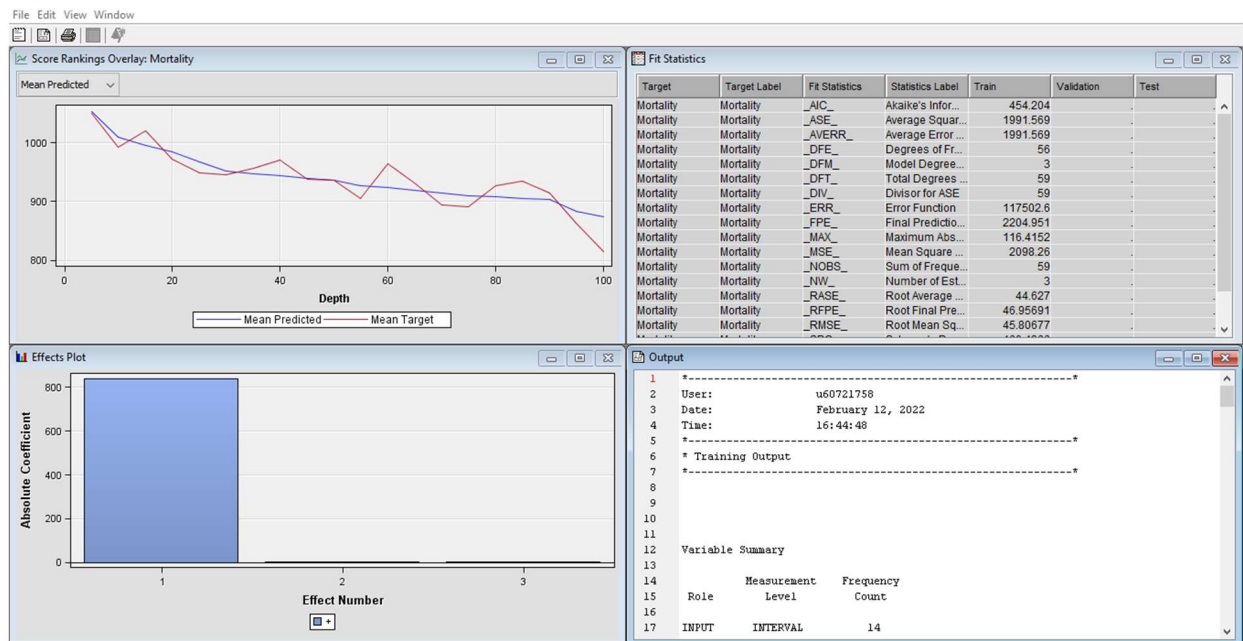 File Edit View Window
Score Rankings Overlay: Mortality
Mean Predicted
1000
900
800
0 20 40 60 80 100
Depth
Mean Predicted Mean Target
Fit Statistics
Target Target Label Fit Statistics Statistics Label Train Validation Test
Mortality Mortality _AIC_ Akaike's Infor... 454.204 . .
Mortality Mortality _ASE_ Average Squar... 1991.569 . .
Mortality Mortality _AVERR_ Average Error ... 1991.569 . .
Mortality Mortality _DFE_ Degrees of Fr... 56 . .
Mortality Mortality _DFM_ Model Degree... 3 . .
Mortality Mortality _DFT_ Total Degrees ... 59 . .
Mortality Mortality _DIV_ Divisor for ASE 59 . .
Mortality Mortality _ERR_ Error Function 117502.6 . .
Mortality Mortality _FPE_ Final Predictio... 2204.951 . .
Mortality Mortality _MAX_ Maximum Abs... 116.4152 . .
Mortality Mortality _MSE_ Mean Square ... 2098.26 . .
Mortality Mortality _NOBS_ Sum of Freque... 59 . .
Mortality Mortality _NW_ Number of Est... 3 . .
Mortality Mortality _RASE_ Root Average ... 44.627 . .
Mortality Mortality _RFPE_ Root Final Pre... 46.95691 . .
Mortality Mortality _RMSE_ Root Mean Sq... 45.80677 . .
Effects Plot
Absolute Coefficient
800
600
400
200
0
1 2 3
Effect Number
+
Output
1 *------------------------------------------------------------*
2 User: u60721758
3 Date: February 12, 2022
4 Time: 16:44:48
5 *------------------------------------------------------------*
6 * Training Output
7 *------------------------------------------------------------*
8
9
10
11
12 Variable Summary
13
14 Measurement Frequency
15 Role Level Count
16
17 INPUT INTERVAL 14